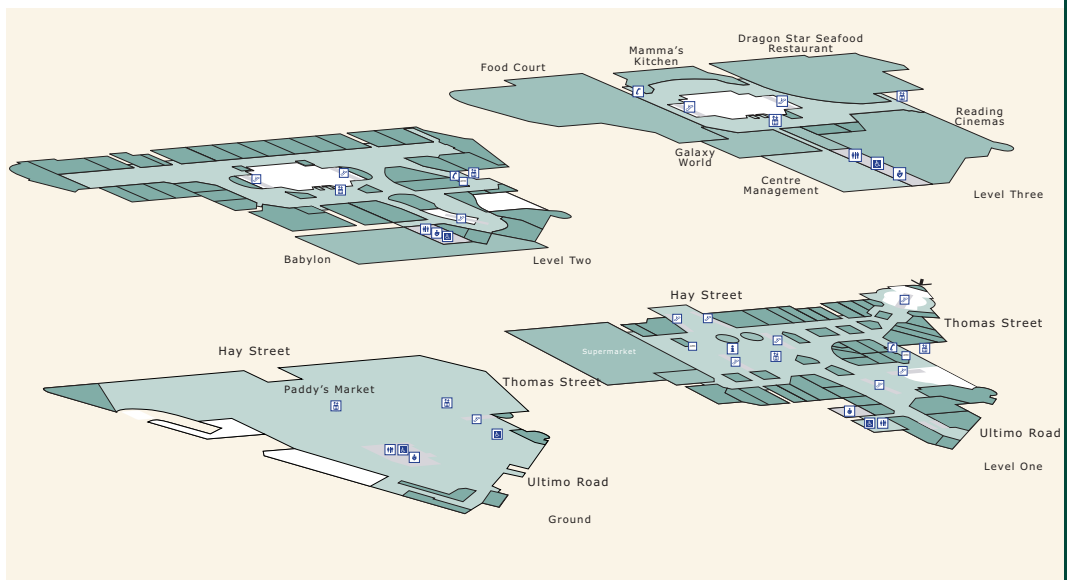 Dragon Star Seafood
Restaurant
Mamma's
Kitchen
Food Court
Reading
Cinemas
Galaxy
World
Centre
Management
Level Three
Babylon
Level Two
Hay Street
Thomas Street
Supermarket
Ultimo Road
Level One
Hay Street
Paddy's Market
Thomas Street
Ultimo Road
Ground